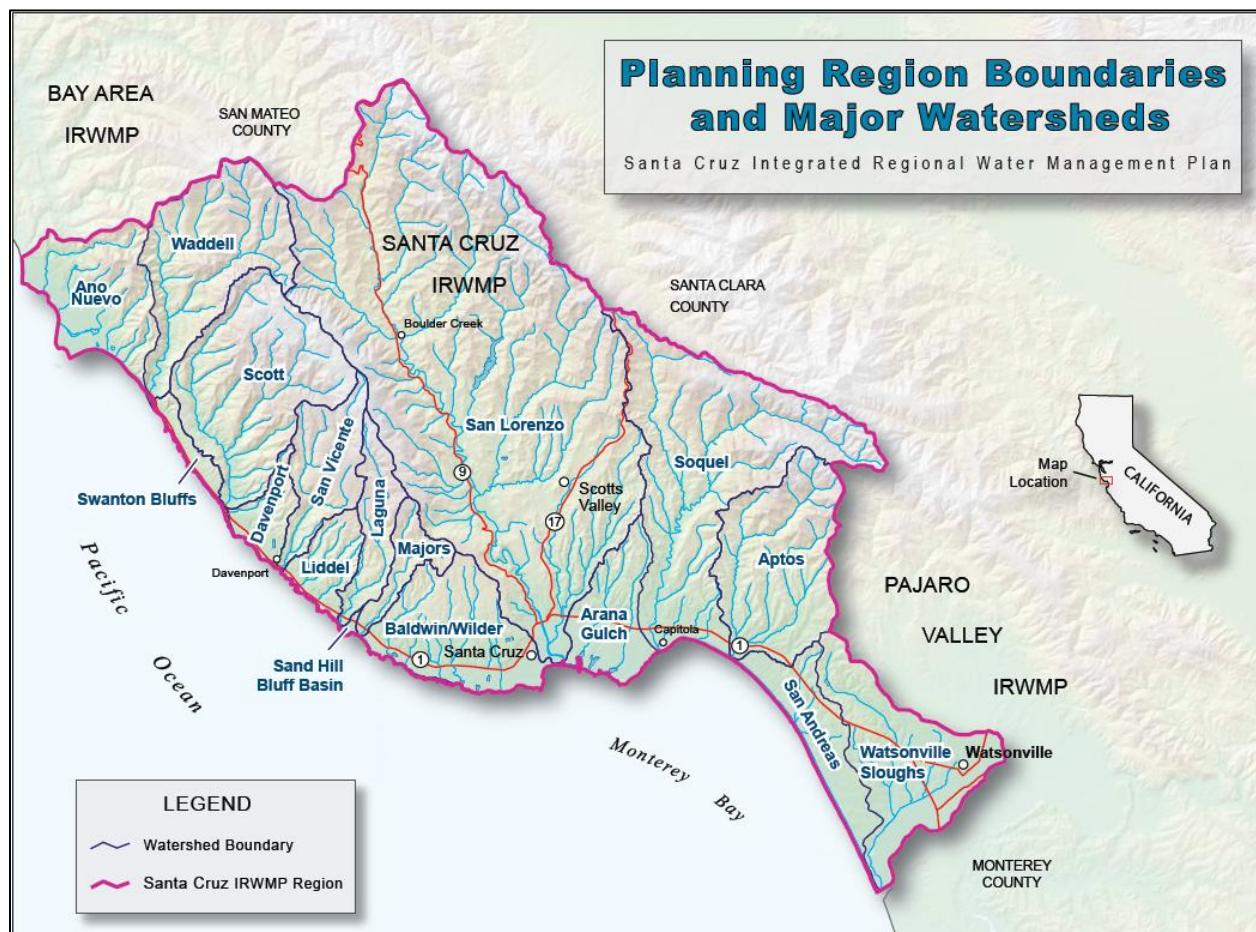 Planning Region Boundaries
and Major Watersheds
Santa Cruz Integrated Regional Water Management Plan
BAY AREA
IRWMP
SAN MATEO
COUNTY
SANTA CRUZ
IRWMP
SANTA CLARA
COUNTY
Waddell
Ano
Nuevo
Boulder Creek
Scott
San Lorenzo
Soquel
9
Scotts
Valley
17
Swanton Bluffs
Davenport
San Vicente
Laguna
Majors
Liddel
Davenport
Aptos
Map
Location
CALIFORNIA
PAJARO
VALLEY
IRWMP
Baldwin/Wilder
Arana
Gulch
Capitola
Santa Cruz
1
1
Sand Hill
Bluff Basin
San Andreas
Watsonville
Sloughs
Watsonville
Pacific
Ocean
Monterey
Bay
MONTEREY
COUNTY
LEGEND
Watershed Boundary
Santa Cruz IRWMP Region